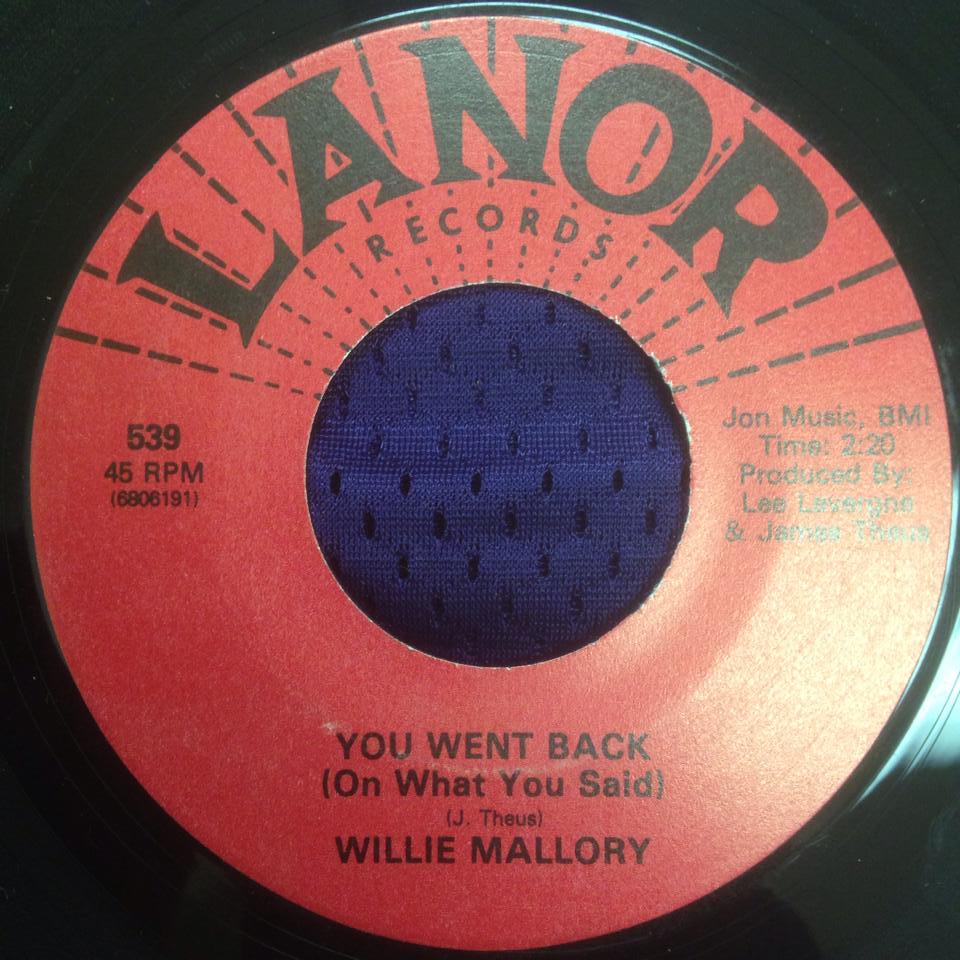 LANOR
RECORDS
539
45 RPM
(6806191)
Jon Music, BMI
Time: 2:20
Produced By:
Lee Lavergne
& James Theus
YOU WENT BACK
(On What You Said)
(J. Theus)
WILLIE MALLORY